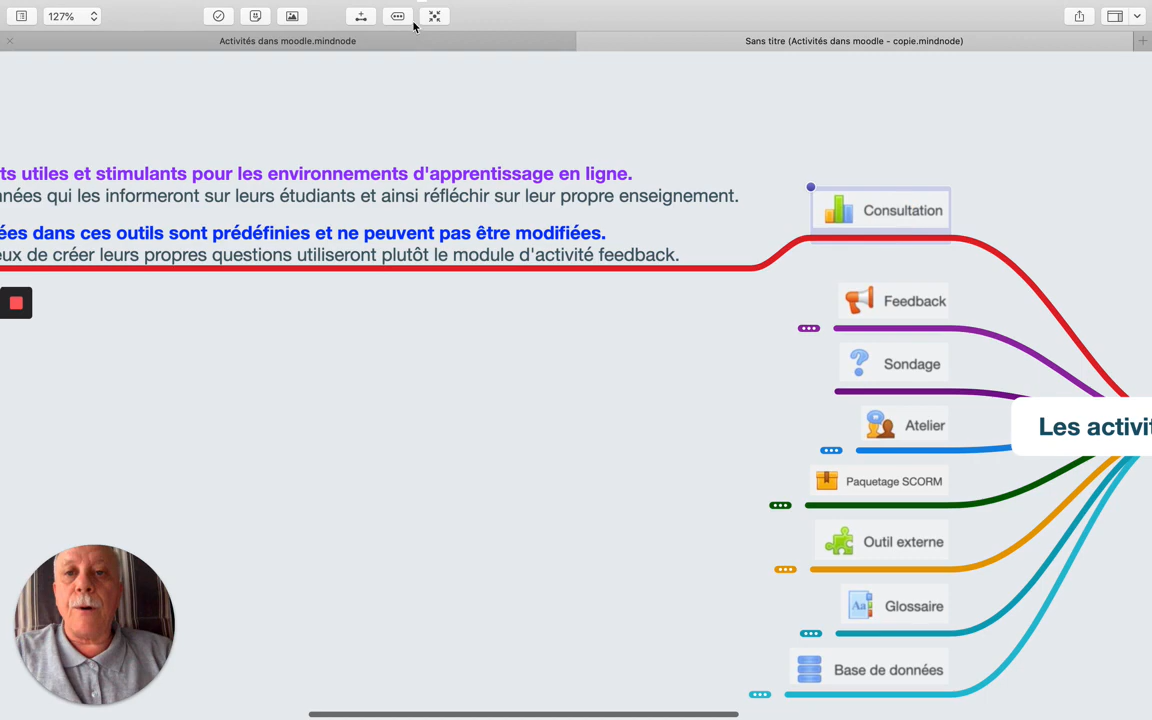 127%
Activités dans moodle.mindnode
Sans titre (Activités dans moodle - copie.mindnode)
ts utiles et stimulants pour les environnements d'apprentissage en ligne.
nnées qui les informeront sur leurs étudiants et ainsi réfléchir sur leur propre enseignement.
ées dans ces outils sont prédéfinies et ne peuvent pas être modifiées.
eux de créer leurs propres questions utiliseront plutôt le module d'activité feedback.
Consultation
Feedback
Sondage
Atelier
Les activit
Paquetage SCORM
Outil externe
Aa Glossaire
Base de données